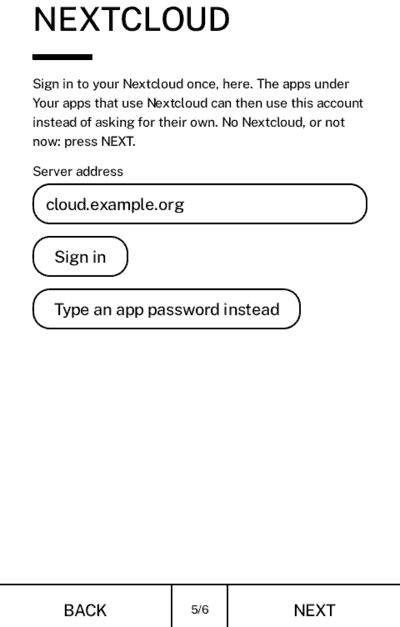 NEXTCLOUD
Sign in to your Nextcloud once, here. The apps under
Your apps that use Nextcloud can then use this account
instead of asking for their own. No Nextcloud, or not
now: press NEXT.
Server address
cloud.example.org
Sign in
Type an app password instead
BACK
5/6
NEXT